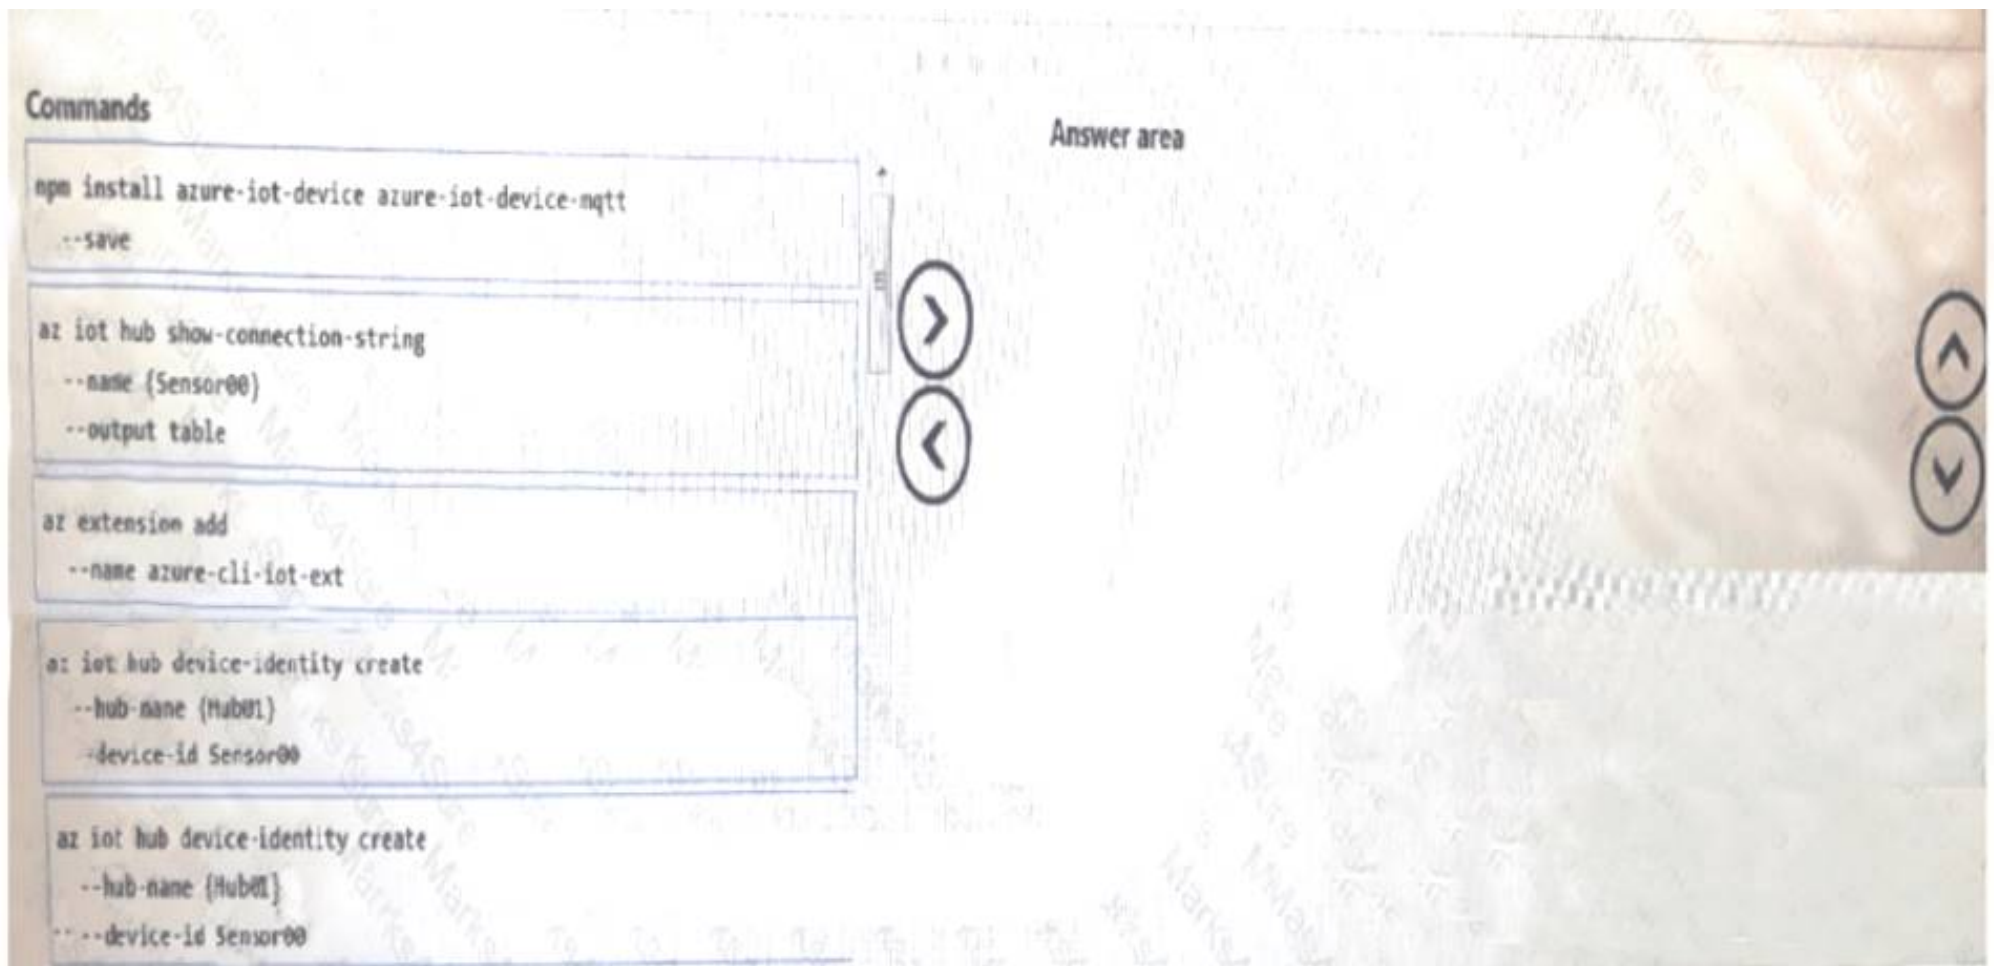 Commands
Answer area
npm install azure-iot-device azure-iot-device-mqtt
--save
az iot hub show-connection-string
--name {Sensor00}
--output table
az extension add
--name azure-cli-iot-ext
az iot hub device-identity create
--hub-name {Hub01}
-device-id Sensor00
az iot hub device-identity create
--hub-name {Hub01}
--device-id Sensor00